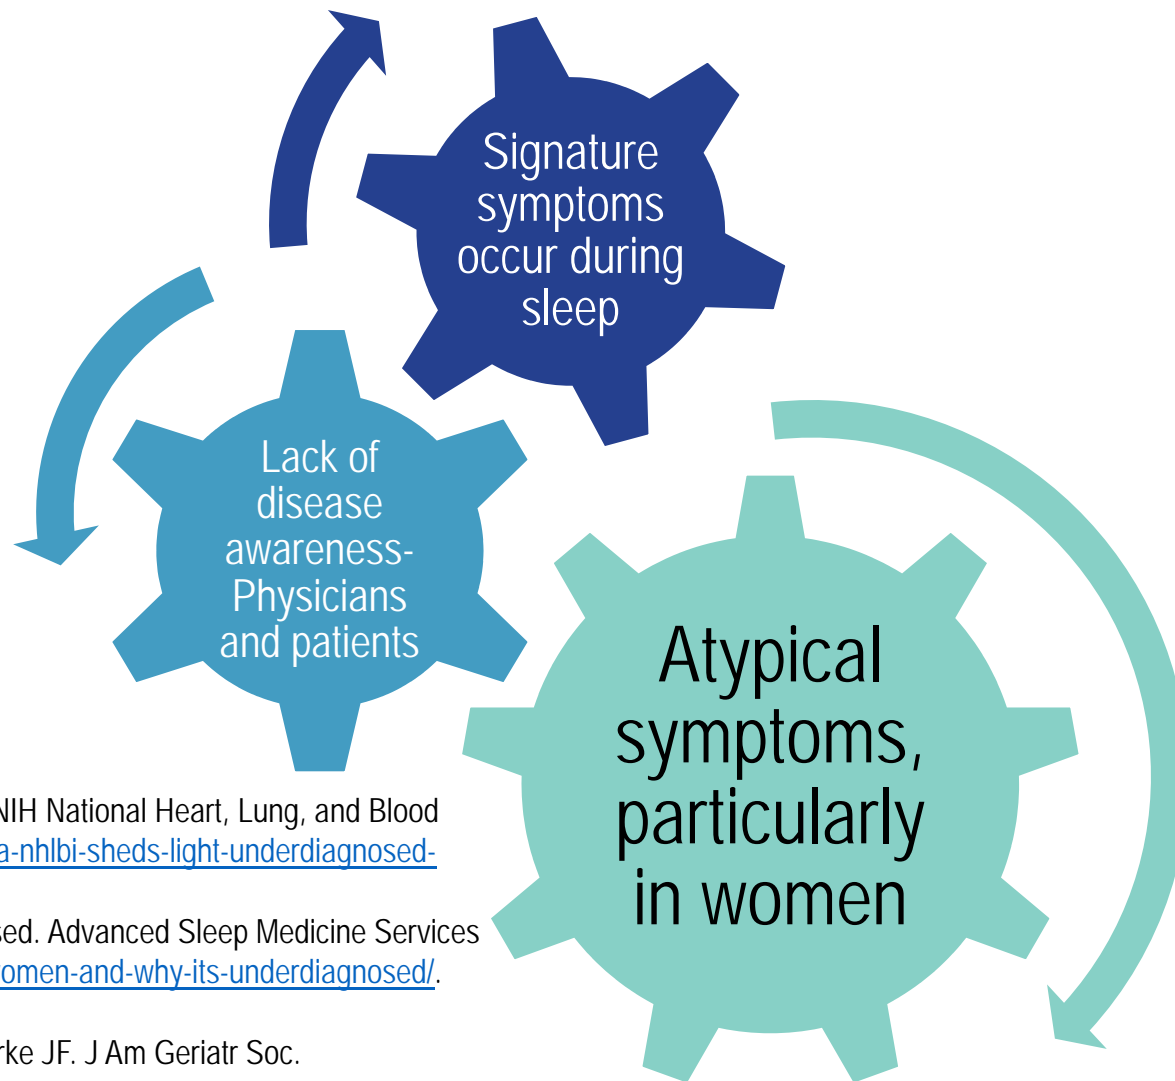 Signature
symptoms
occur during
sleep
Lack of
disease
awareness-
Physicians
and patients
Atypical
symptoms,
particularly
in women
NIH National Heart, Lung, and Blood
a-nhlbi-sheds-light-underdiagnosed-
sed. Advanced Sleep Medicine Services
women-and-why-its-underdiagnosed/.
rke JF. J Am Geriatr Soc.